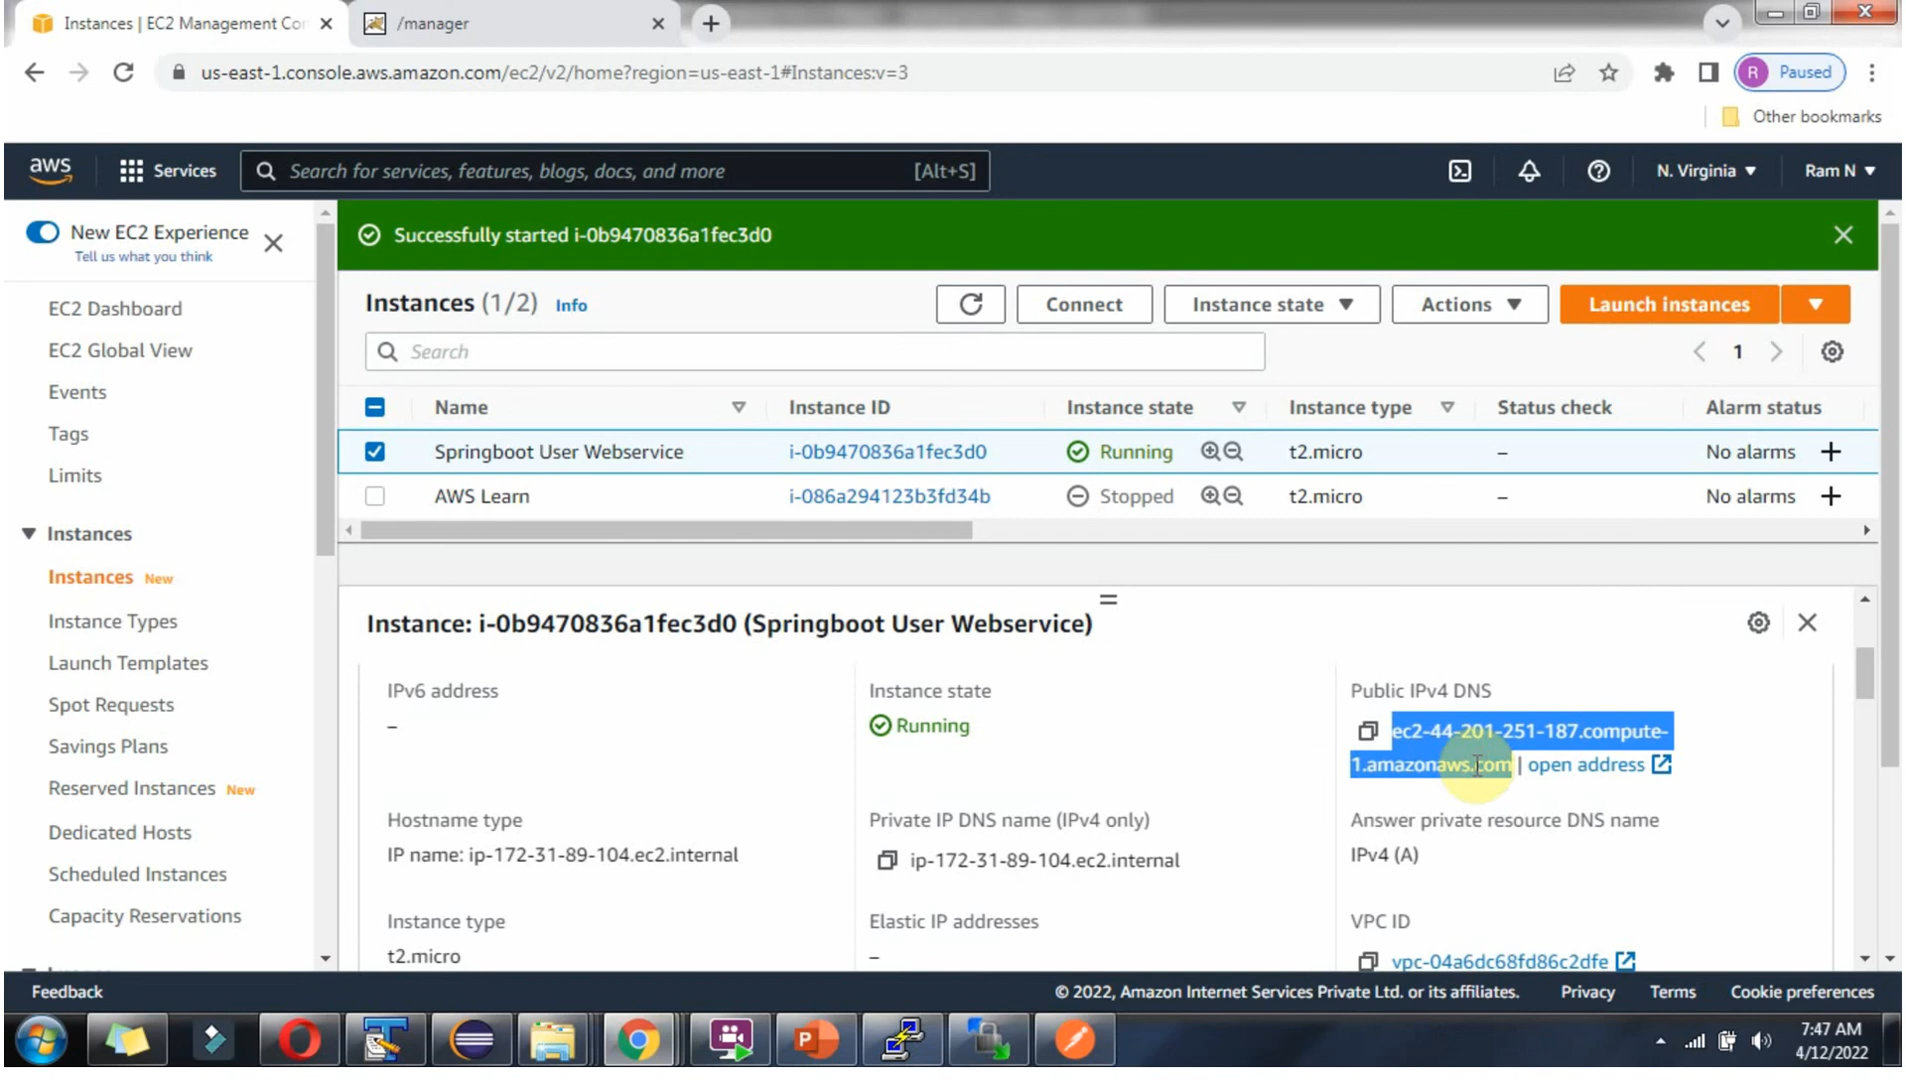 Instances | EC2 Management Con
/manager
us-east-1.console.aws.amazon.com/ec2/v2/home?region=us-east-1#Instances:v=3
R Paused
Other bookmarks
aws
Services
Search for services, features, blogs, docs, and more [Alt+S]
N. Virginia
Ram N
New EC2 Experience
Tell us what you think
EC2 Dashboard
EC2 Global View
Events
Tags
Limits
Instances
Instances New
Instance Types
Launch Templates
Spot Requests
Savings Plans
Reserved Instances New
Dedicated Hosts
Scheduled Instances
Capacity Reservations
Successfully started i-0b9470836a1fec3d0
Instances (1/2) Info
Connect
Instance state
Actions
Launch instances
Search
1
Name Instance ID Instance state Instance type Status check Alarm status
Springboot User Webservice i-0b9470836a1fec3d0 Running t2.micro – No alarms +
AWS Learn i-086a294123b3fd34b Stopped t2.micro – No alarms +
Instance: i-0b9470836a1fec3d0 (Springboot User Webservice)
IPv6 address
–
Instance state
Running
Public IPv4 DNS
ec2-44-201-251-187.compute-
1.amazonaws.com | open address
Hostname type
IP name: ip-172-31-89-104.ec2.internal
Private IP DNS name (IPv4 only)
ip-172-31-89-104.ec2.internal
Answer private resource DNS name
IPv4 (A)
Instance type
t2.micro
Elastic IP addresses
–
VPC ID
vpc-04a6dc68fd86c2dfe
Feedback
© 2022, Amazon Internet Services Private Ltd. or its affiliates. Privacy Terms Cookie preferences
7:47 AM
4/12/2022